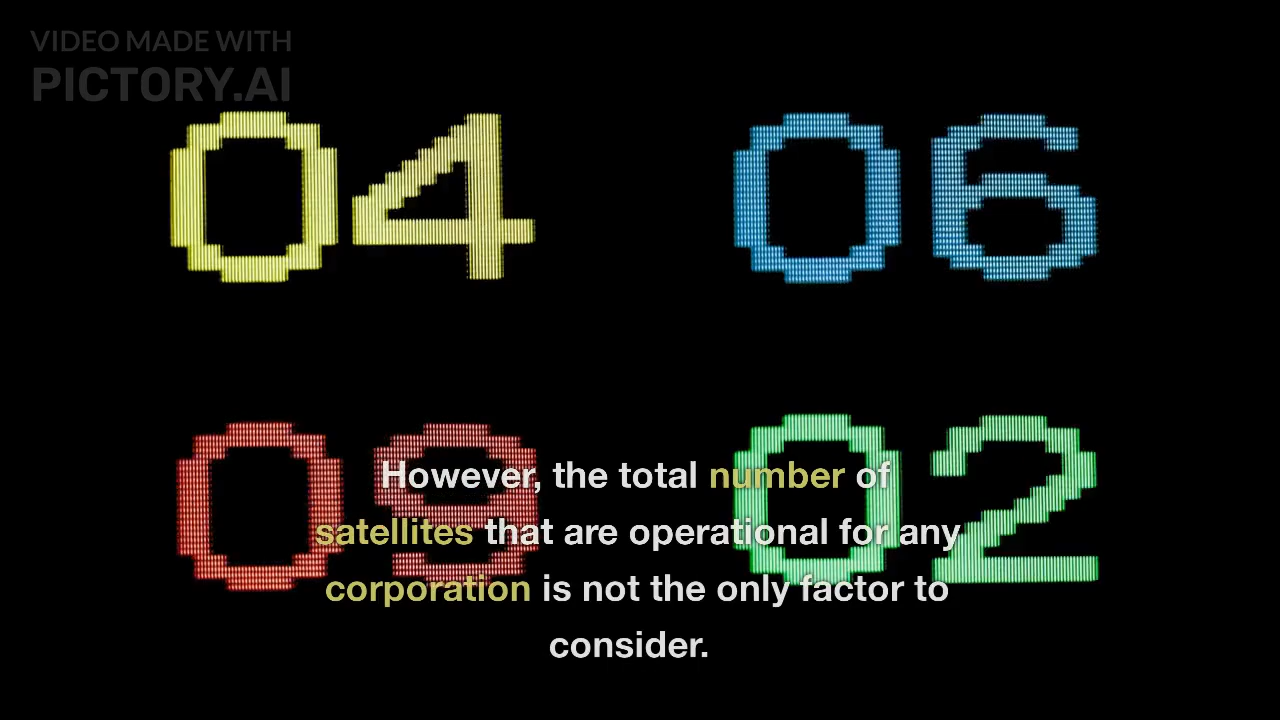 VIDEO MADE WITH
PICTORY.AI
04 06
09 02
However, the total number of
satellites that are operational for any
corporation is not the only factor to
consider.